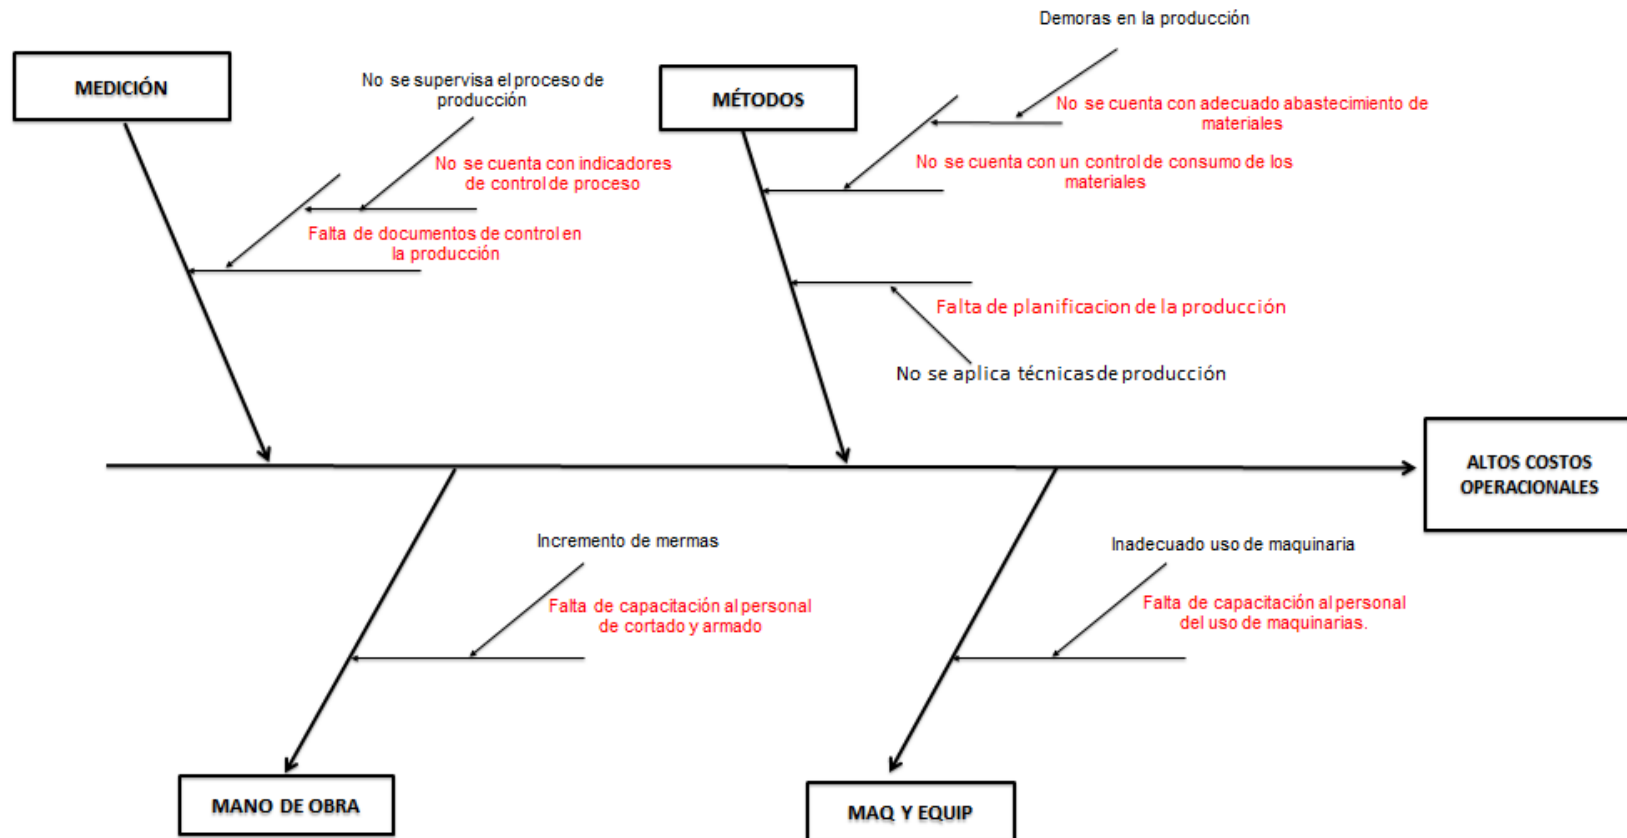 MEDICIÓN
No se supervisa el proceso de
producción
No se cuenta con indicadores
de control de proceso
Falta de documentos de control en
la producción
MÉTODOS
Demoras en la producción
No se cuenta con adecuado abastecimiento de
materiales
No se cuenta con un control de consumo de los
materiales
Falta de planificacion de la producción
No se aplica técnicas de producción
ALTOS COSTOS
OPERACIONALES
Incremento de mermas
Falta de capacitación al personal
de cortado y armado
MANO DE OBRA
Inadecuado uso de maquinaria
Falta de capacitación al personal
del uso de maquinarias.
MAQ Y EQUIP